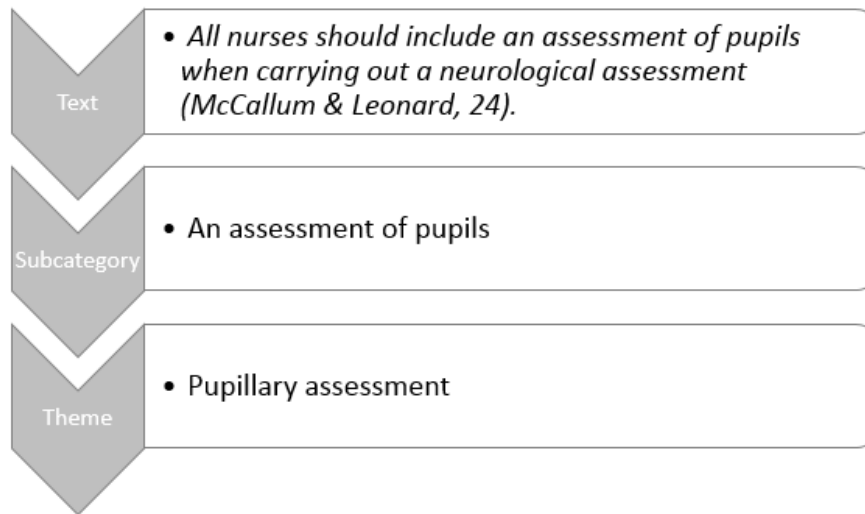 Text
• All nurses should include an assessment of pupils
when carrying out a neurological assessment
(McCallum & Leonard, 24).
Subcategory
• An assessment of pupils
Theme
• Pupillary assessment